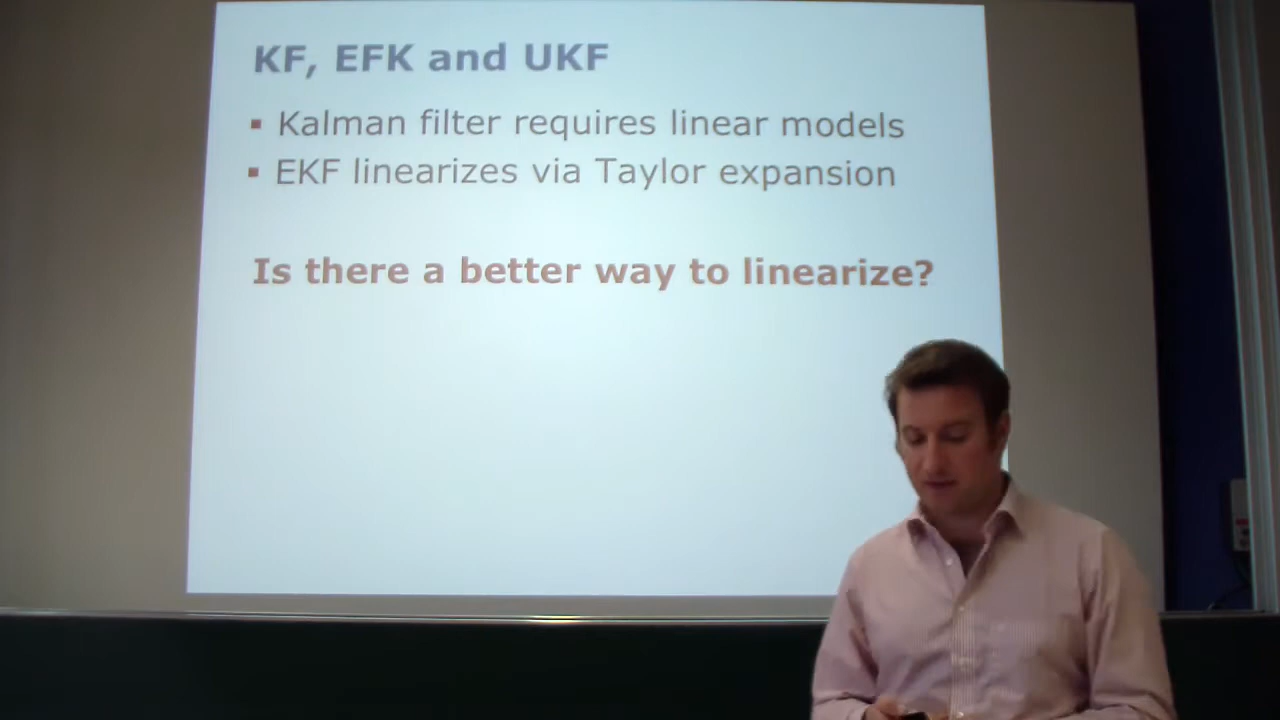 KF, EFK and UKF
▪ Kalman filter requires linear models
▪ EKF linearizes via Taylor expansion
Is there a better way to linearize?